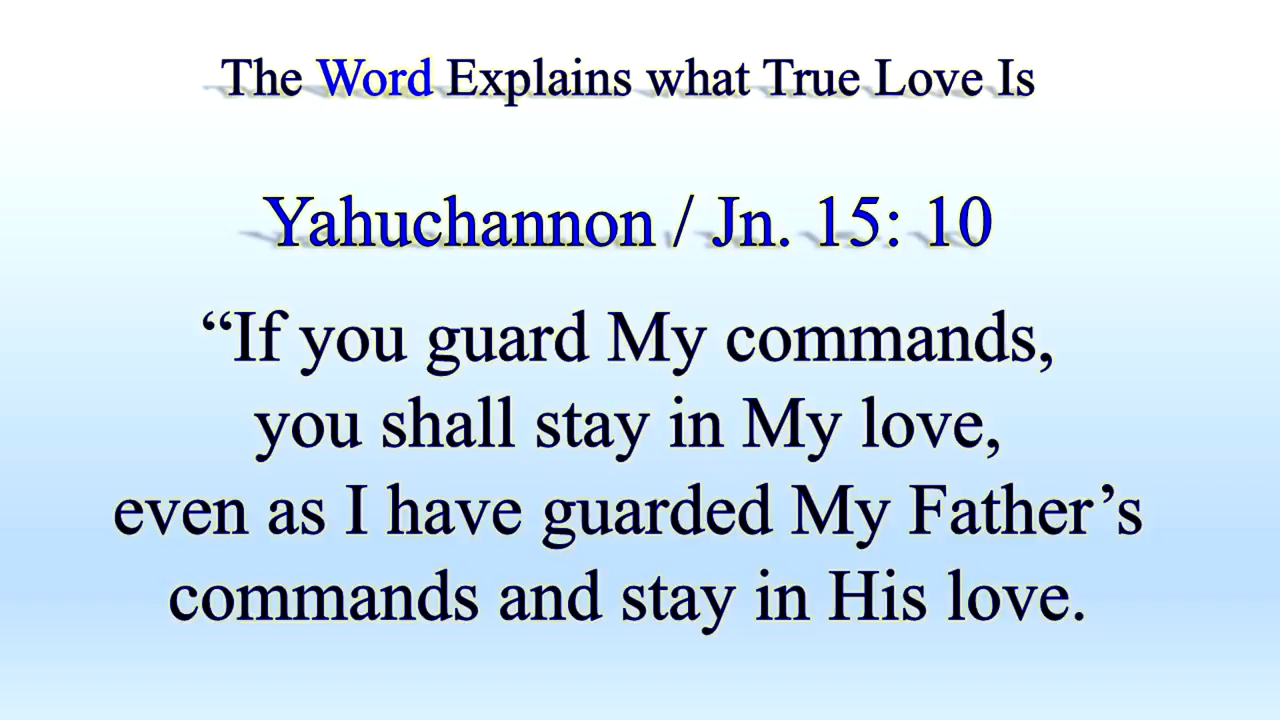 The Word Explains what True Love Is
Yahuchannon / Jn. 15: 10
“If you guard My commands,
you shall stay in My love,
even as I have guarded My Father’s
commands and stay in His love.